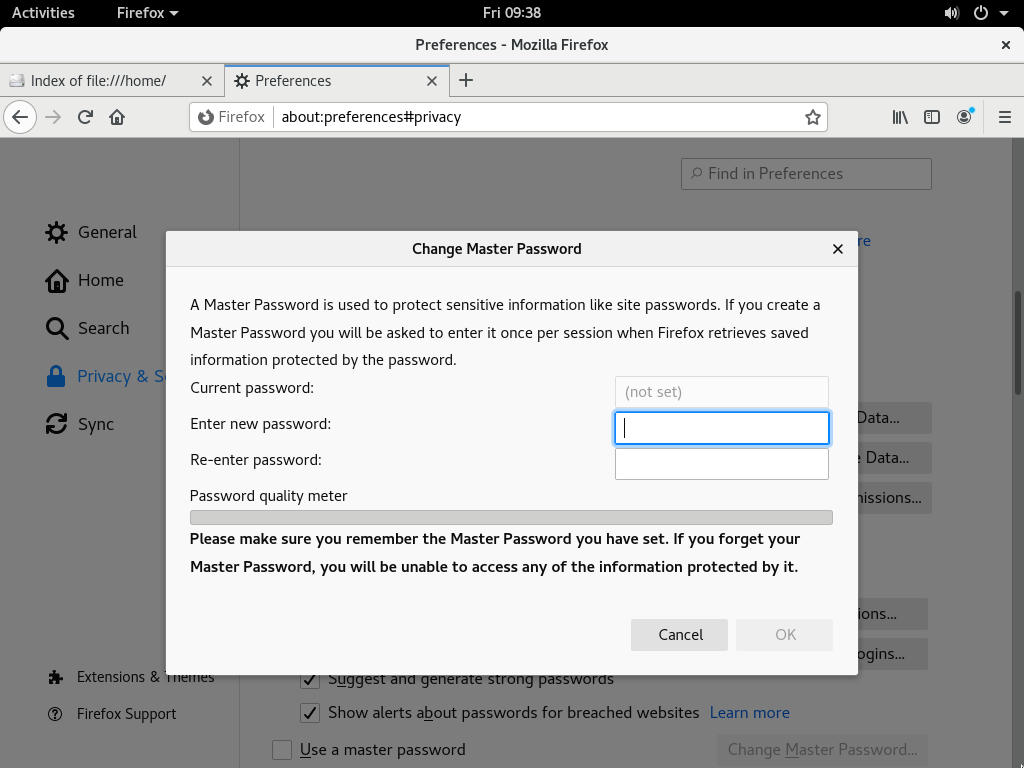 Activities Firefox Fri 09:38
Preferences - Mozilla Firefox
Index of file:///home/ Preferences
Firefox about:preferences#privacy
Find in Preferences
General
Home
Search
Privacy & S
Sync
Extensions & Themes
Firefox Support
re
Change Master Password
A Master Password is used to protect sensitive information like site passwords. If you create a
Master Password you will be asked to enter it once per session when Firefox retrieves saved
information protected by the password.
Current password: (not set)
Enter new password:
Re-enter password:
Password quality meter
Please make sure you remember the Master Password you have set. If you forget your
Master Password, you will be unable to access any of the information protected by it.
Cancel OK
Data...
e Data...
missions...
ions...
ogins...
Suggest and generate strong passwords
Show alerts about passwords for breached websites Learn more
Use a master password Change Master Password...